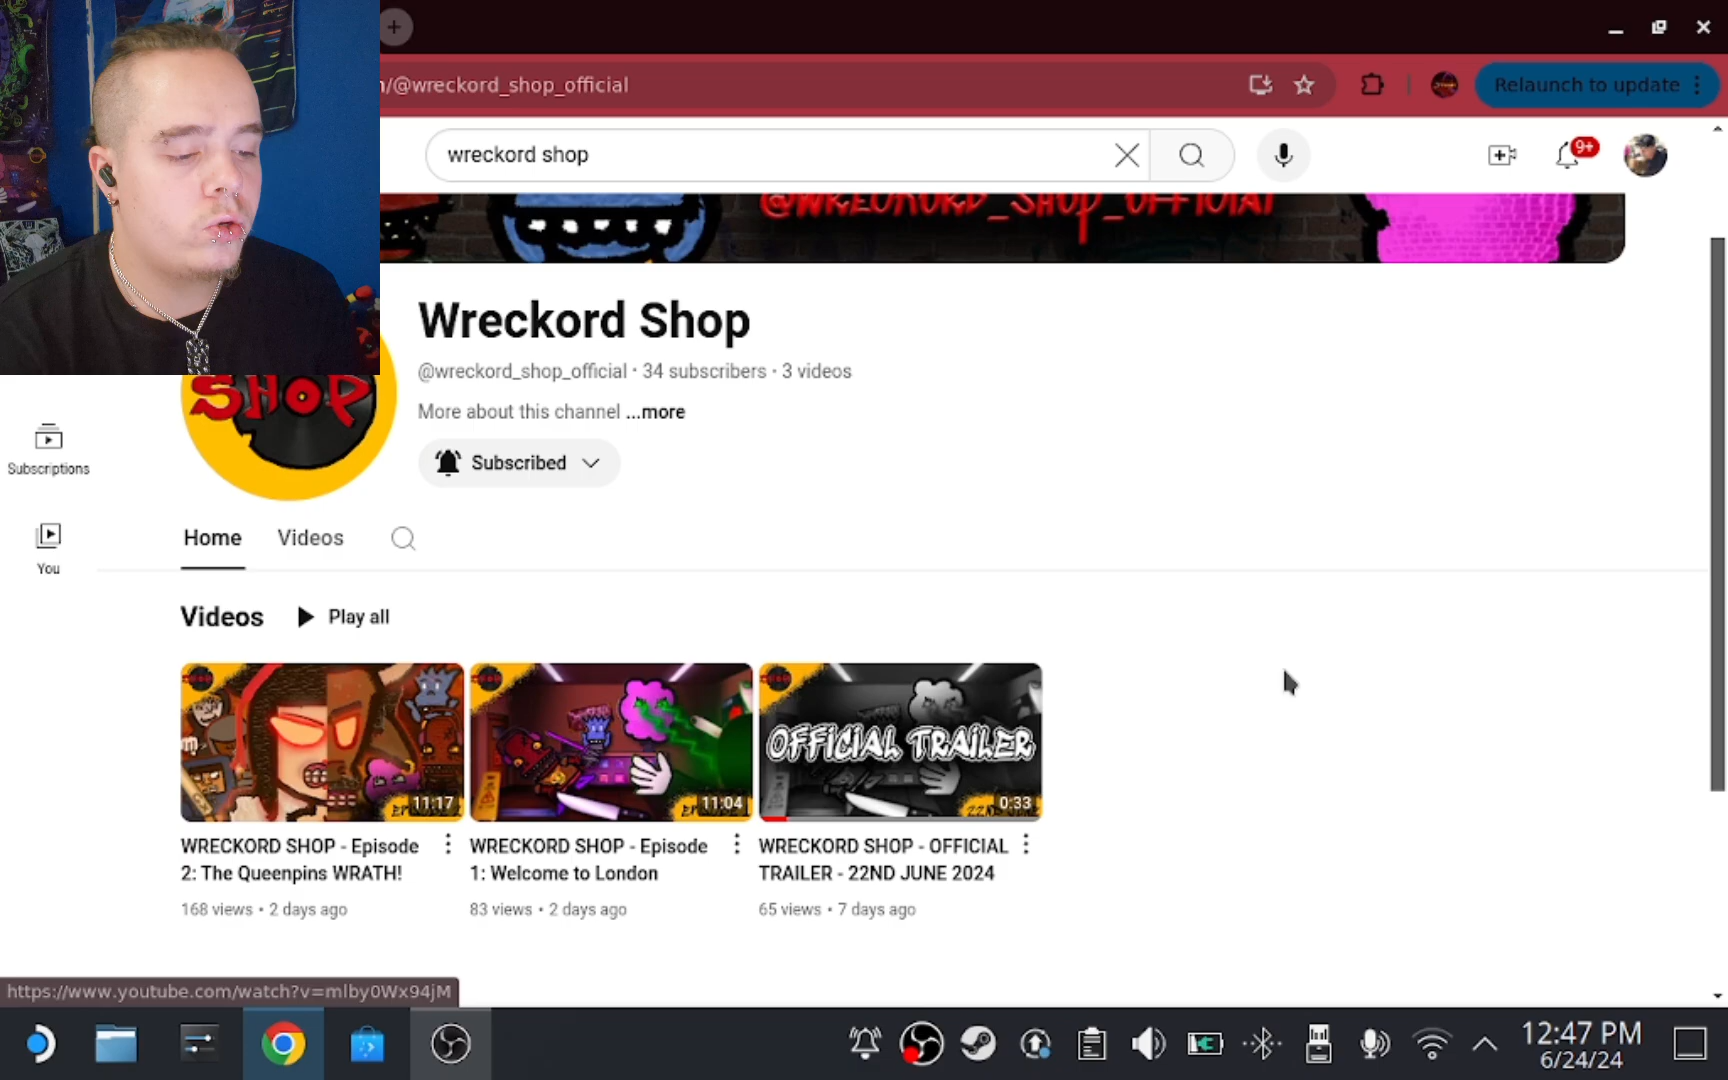 /@wreckord_shop_official
Relaunch to update
wreckord shop
9+
@WRECKORD_SHOP_OFFICIAL
Wreckord Shop
@wreckord_shop_official • 34 subscribers • 3 videos
More about this channel ...more
SHOP
Subscribed
Subscriptions
You
Home Videos
Videos Play all
OFFICIAL TRAILER
11:17
11:04
0:33
WRECKORD SHOP - Episode 2: The Queenpins WRATH!
168 views • 2 days ago
WRECKORD SHOP - Episode 1: Welcome to London
83 views • 2 days ago
WRECKORD SHOP - OFFICIAL TRAILER - 22ND JUNE 2024
65 views • 7 days ago
https://www.youtube.com/watch?v=mlby0Wx94jM
12:47 PM
6/24/24